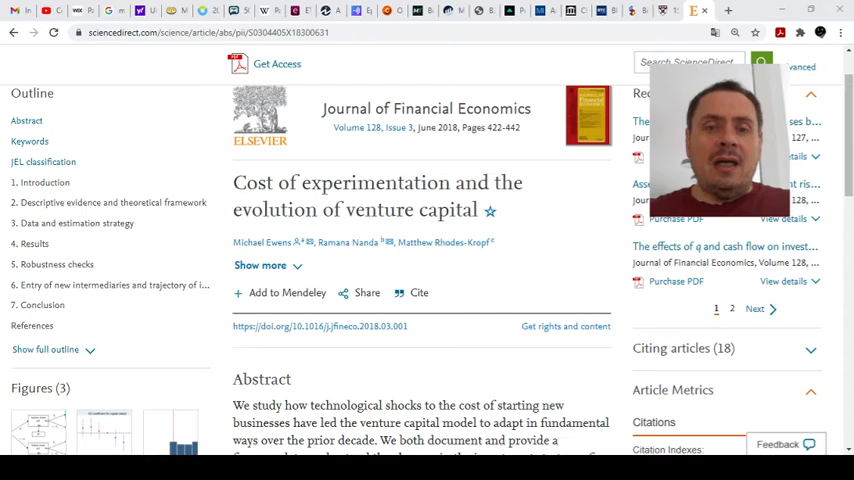 sciencedirect.com/science/article/abs/pii/S0304405X18300631
PDF
Get Access
Search ScienceDirect
Advanced
Outline
Abstract
Keywords
JEL classification
1. Introduction
2. Descriptive evidence and theoretical framework
3. Data and estimation strategy
4. Results
5. Robustness checks
6. Entry of new intermediaries and trajectory of i...
7. Conclusion
References
Show full outline
Figures (3)
ELSEVIER
Journal of Financial Economics
Volume 128, Issue 3, June 2018, Pages 422-442
Cost of experimentation and the
evolution of venture capital
Michael Ewens a, Ramana Nanda b, Matthew Rhodes-Kropf c
Show more
+ Add to Mendeley Share Cite
https://doi.org/10.1016/j.jfineco.2018.03.001
Get rights and content
Abstract
We study how technological shocks to the cost of starting new
businesses have led the venture capital model to adapt in fundamental
ways over the prior decade. We both document and provide a
127, ...
Purchase PDF View details
The effects of q and cash flow on invest...
Journal of Financial Economics, Volume 128, ...
Purchase PDF View details
1 2 Next
Citing articles (18)
Article Metrics
Citations
Citation Indexes:
Feedback